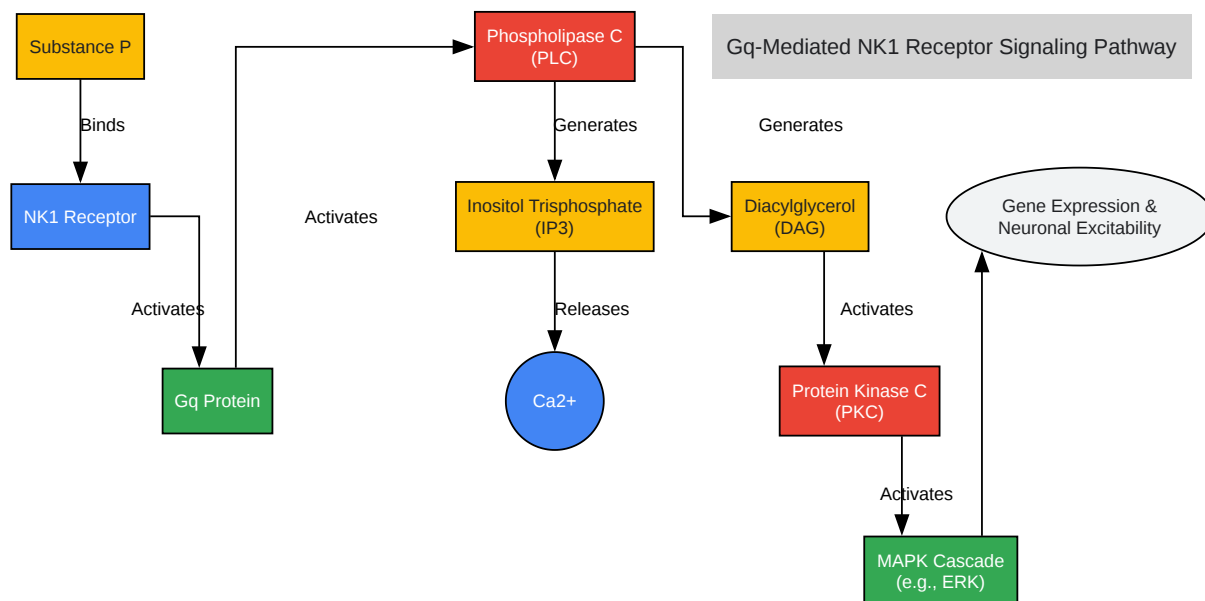 Substance P
Phospholipase C
(PLC)
Gq-Mediated NK1 Receptor Signaling Pathway
Binds
Generates
Generates
NK1 Receptor
Activates
Inositol Trisphosphate
(IP3)
Diacylglycerol
(DAG)
Gene Expression &
Neuronal Excitability
Activates
Releases
Activates
Gq Protein
Ca2+
Protein Kinase C
(PKC)
Activates
MAPK Cascade
(e.g., ERK)